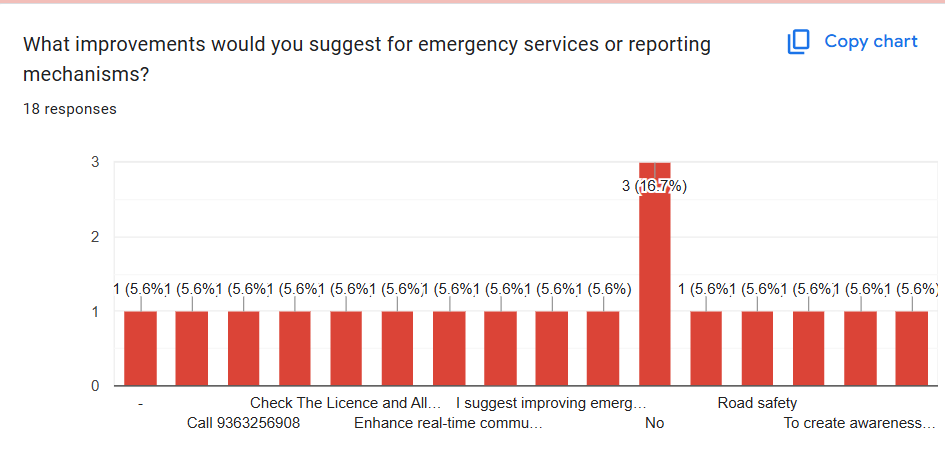 What improvements would you suggest for emergency services or reporting
mechanisms?
Copy chart
18 responses
3
2
1
0
1 (5.6%1 (5.6%1 (5.6%1 (5.6%1 (5.6%1 (5.6%1 (5.6%1 (5.6%1 (5.6%1 (5.6%)
3 (16.7%)
1 (5.6%1 (5.6%1 (5.6%1 (5.6%1 (5.6%)
-
Check The Licence and All…
I suggest improving emerg…
Road safety
Call 9363256908
Enhance real-time commu…
No
To create awareness…